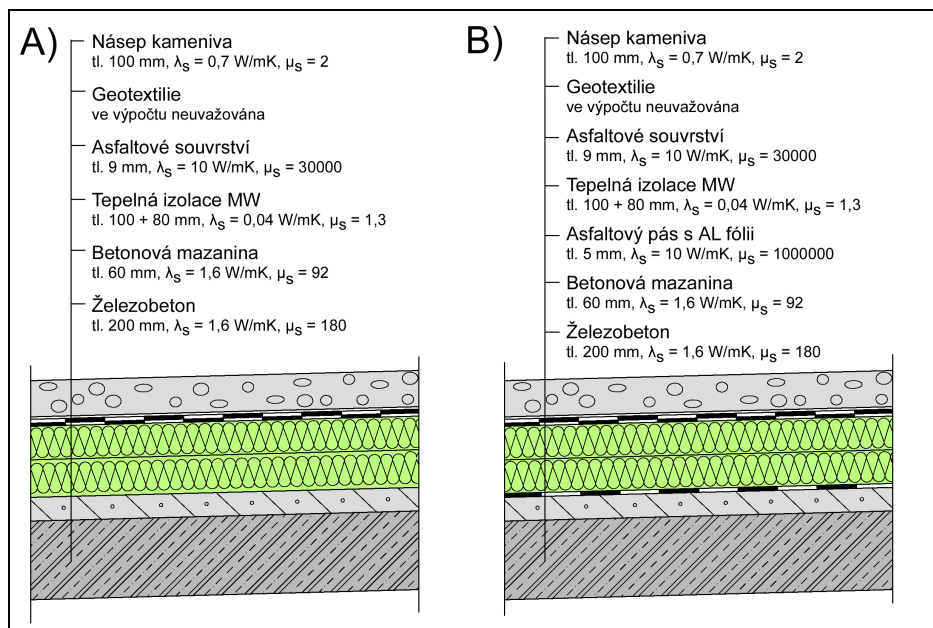 A)
Násep kameniva
tl. 100 mm, λs = 0,7 W/mK, μs = 2
Geotextilie
ve výpočtu neuvažována
Asfaltové souvrství
tl. 9 mm, λs = 10 W/mK, μs = 30000
Tepelná izolace MW
tl. 100 + 80 mm, λs = 0,04 W/mK, μs = 1,3
Betonová mazanina
tl. 60 mm, λs = 1,6 W/mK, μs = 92
Železobeton
tl. 200 mm, λs = 1,6 W/mK, μs = 180
B)
Násep kameniva
tl. 100 mm, λs = 0,7 W/mK, μs = 2
Geotextilie
ve výpočtu neuvažována
Asfaltové souvrství
tl. 9 mm, λs = 10 W/mK, μs = 30000
Tepelná izolace MW
tl. 100 + 80 mm, λs = 0,04 W/mK, μs = 1,3
Asfaltový pás s AL fólii
tl. 5 mm, λs = 10 W/mK, μs = 1000000
Betonová mazanina
tl. 60 mm, λs = 1,6 W/mK, μs = 92
Železobeton
tl. 200 mm, λs = 1,6 W/mK, μs = 180